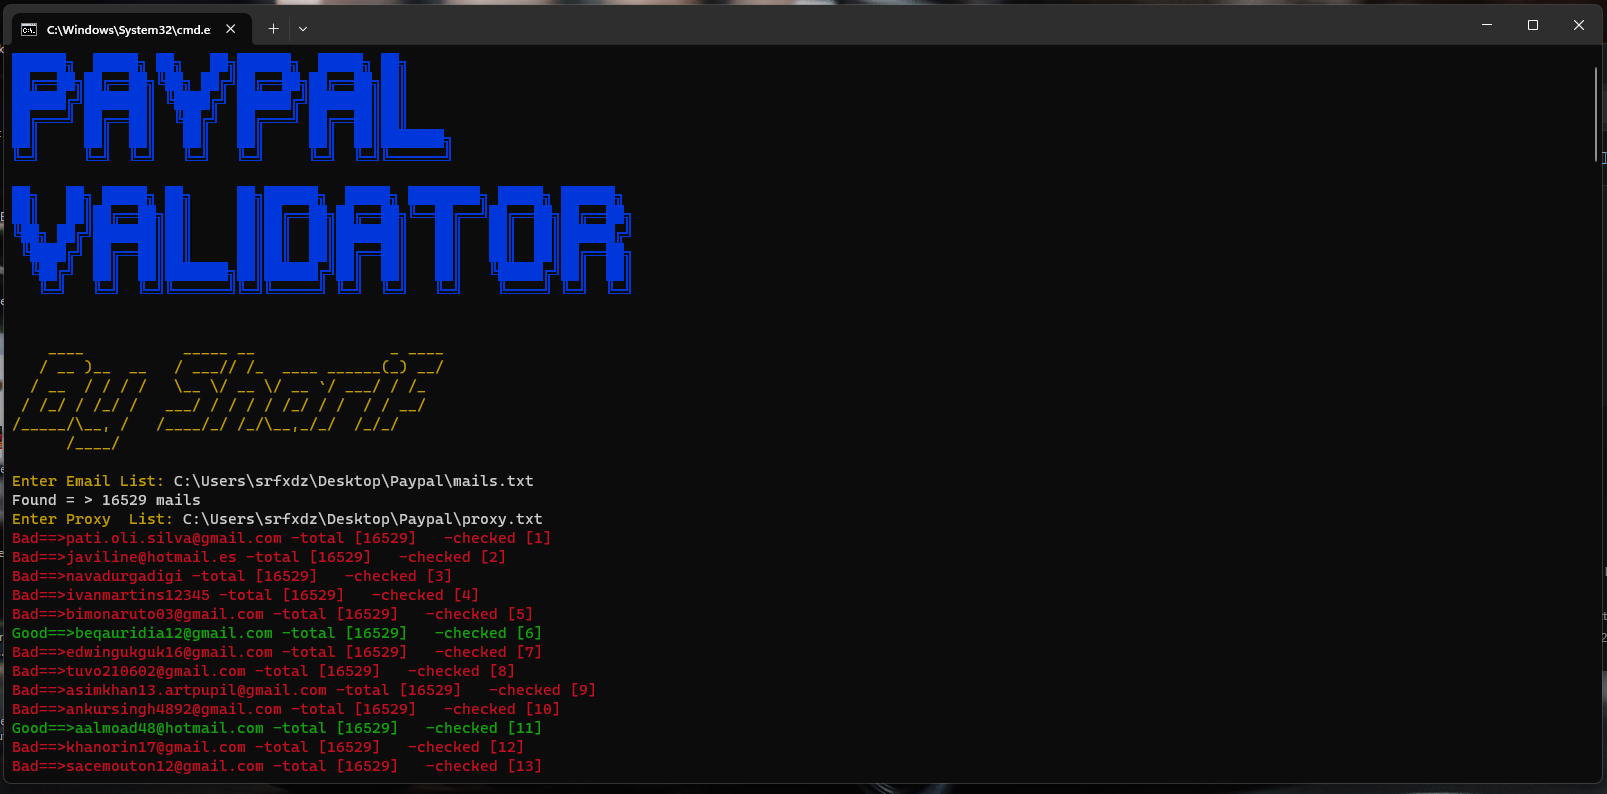 C:\Windows\System32\cmd.e
PAYPAL
VALIDATOR
By Sharif
Enter Email List: C:\Users\srfxdz\Desktop\Paypal\mails.txt
Found = > 16529 mails
Enter Proxy  List: C:\Users\srfxdz\Desktop\Paypal\proxy.txt
Bad==>pati.oli.silva@gmail.com -total [16529]   -checked [1]
Bad==>javiline@hotmail.es -total [16529]   -checked [2]
Bad==>navadurgadigi -total [16529]   -checked [3]
Bad==>ivanmartins12345 -total [16529]   -checked [4]
Bad==>bimonaruto03@gmail.com -total [16529]   -checked [5]
Good==>beqauridia12@gmail.com -total [16529]   -checked [6]
Bad==>edwingukguk16@gmail.com -total [16529]   -checked [7]
Bad==>tuvo210602@gmail.com -total [16529]   -checked [8]
Bad==>asimkhan13.artpupil@gmail.com -total [16529]   -checked [9]
Bad==>ankursingh4892@gmail.com -total [16529]   -checked [10]
Good==>aalmoad48@hotmail.com -total [16529]   -checked [11]
Bad==>khanorin17@gmail.com -total [16529]   -checked [12]
Bad==>sacemouton12@gmail.com -total [16529]   -checked [13]